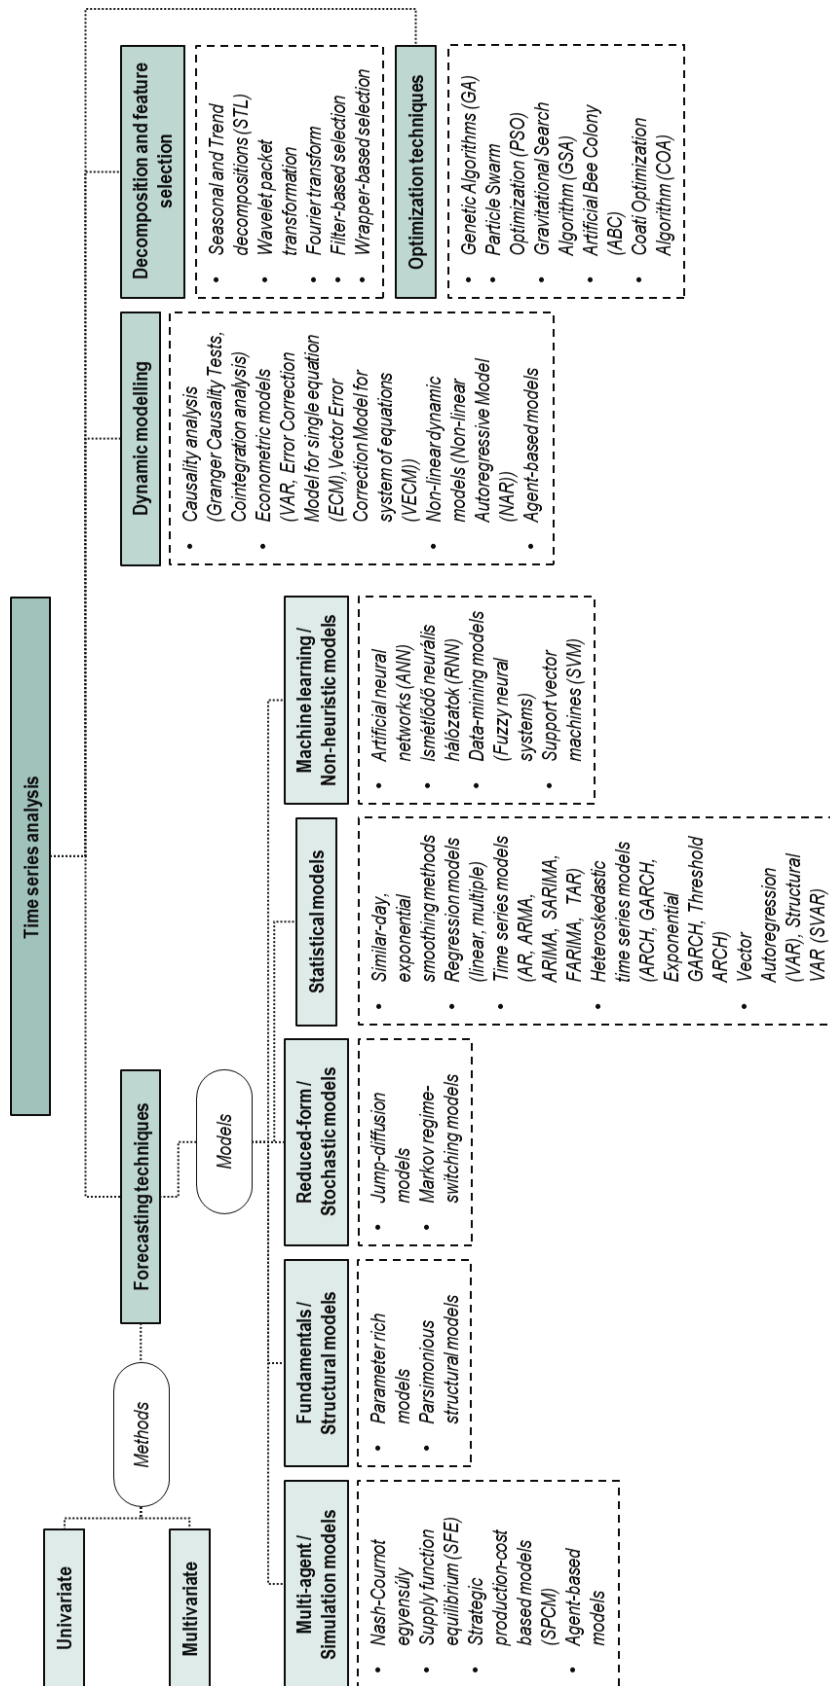 Time series analysis
Forecasting techniques
Dynamic modelling
Decomposition and feature
selection
Methods
Univariate
Multivariate
Models
Multi-agent /
Simulation models
• Nash-Cournot
egyensúly
• Supply function
equilibrium (SFE)
• Strategic
production-cost
based models
(SPCM)
• Agent-based
models
Fundamentals /
Structural models
• Parameter rich
models
• Parsimonious
structural models
Reduced-form /
Stochastic models
• Jump-diffusion
models
• Markov regime-
switching models
Statistical models
• Similar-day,
exponential
smoothing methods
• Regression models
(linear, multiple)
• Time series models
(AR, ARMA,
ARIMA, SARIMA,
FARIMA, TAR)
• Heteroskedastic
time series models
(ARCH, GARCH,
Exponential
GARCH, Threshold
ARCH)
• Vector
Autoregression
(VAR), Structural
VAR (SVAR)
Machine learning /
Non-heuristic models
• Artificial neural
networks (ANN)
• Ismétlődő neurális
hálózatok (RNN)
• Data-mining models
(Fuzzy neural
systems)
• Support vector
machines (SVM)
• Causality analysis
(Granger Causality Tests,
Cointegration analysis)
• Econometric models
(VAR, Error Correction
Model for single equation
(ECM), Vector Error
Correction Model for
system of equations
(VECM))
• Non-linear dynamic
models (Non-linear
Autoregressive Model
(NAR))
• Agent-based models
• Seasonal and Trend
decompositions (STL)
• Wavelet packet
transformation
• Fourier transform
• Filter-based selection
• Wrapper-based selection
Optimization techniques
• Genetic Algorithms (GA)
• Particle Swarm
Optimization (PSO)
• Gravitational Search
Algorithm (GSA)
• Artificial Bee Colony
(ABC)
• Coati Optimization
Algorithm (COA)